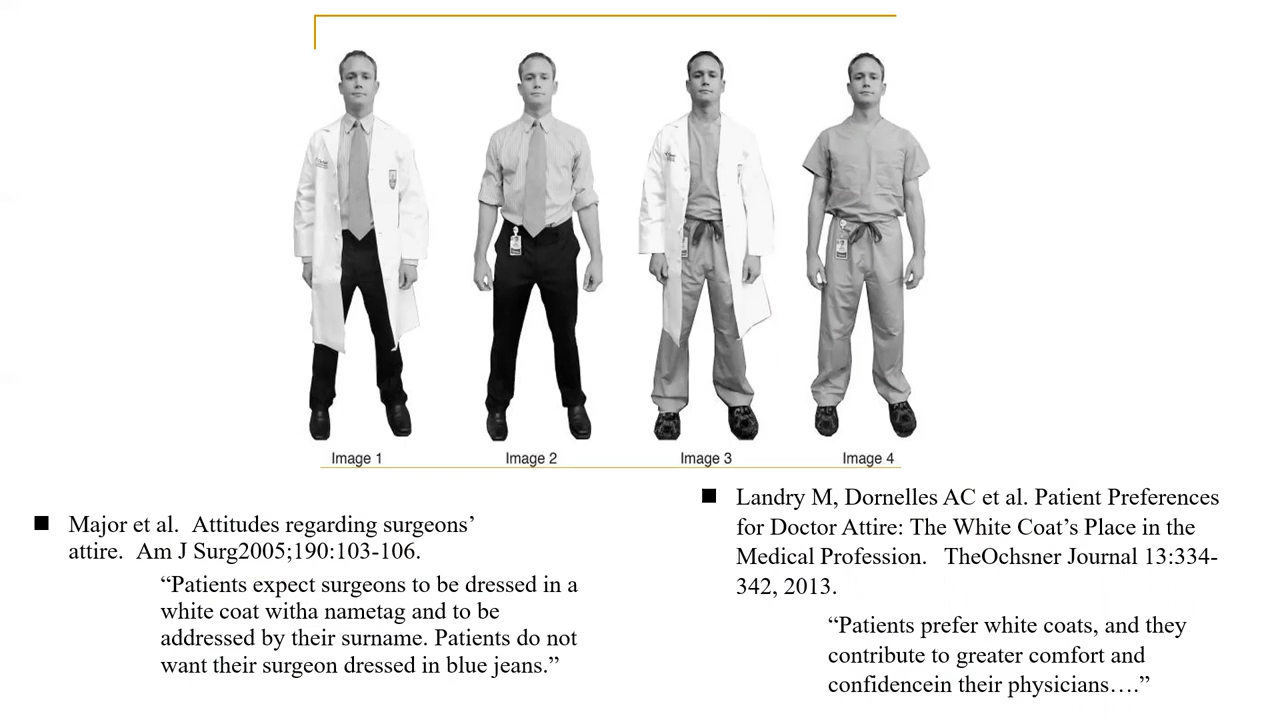 Image 1
Image 2
Image 3
Image 4
Major et al.  Attitudes regarding surgeons’
attire.  Am J Surg2005;190:103-106.
“Patients expect surgeons to be dressed in a
white coat witha nametag and to be
addressed by their surname. Patients do not
want their surgeon dressed in blue jeans.”
Landry M, Dornelles AC et al. Patient Preferences
for Doctor Attire: The White Coat’s Place in the
Medical Profession.   TheOchsner Journal 13:334-
342, 2013.
“Patients prefer white coats, and they
contribute to greater comfort and
confidencein their physicians….”